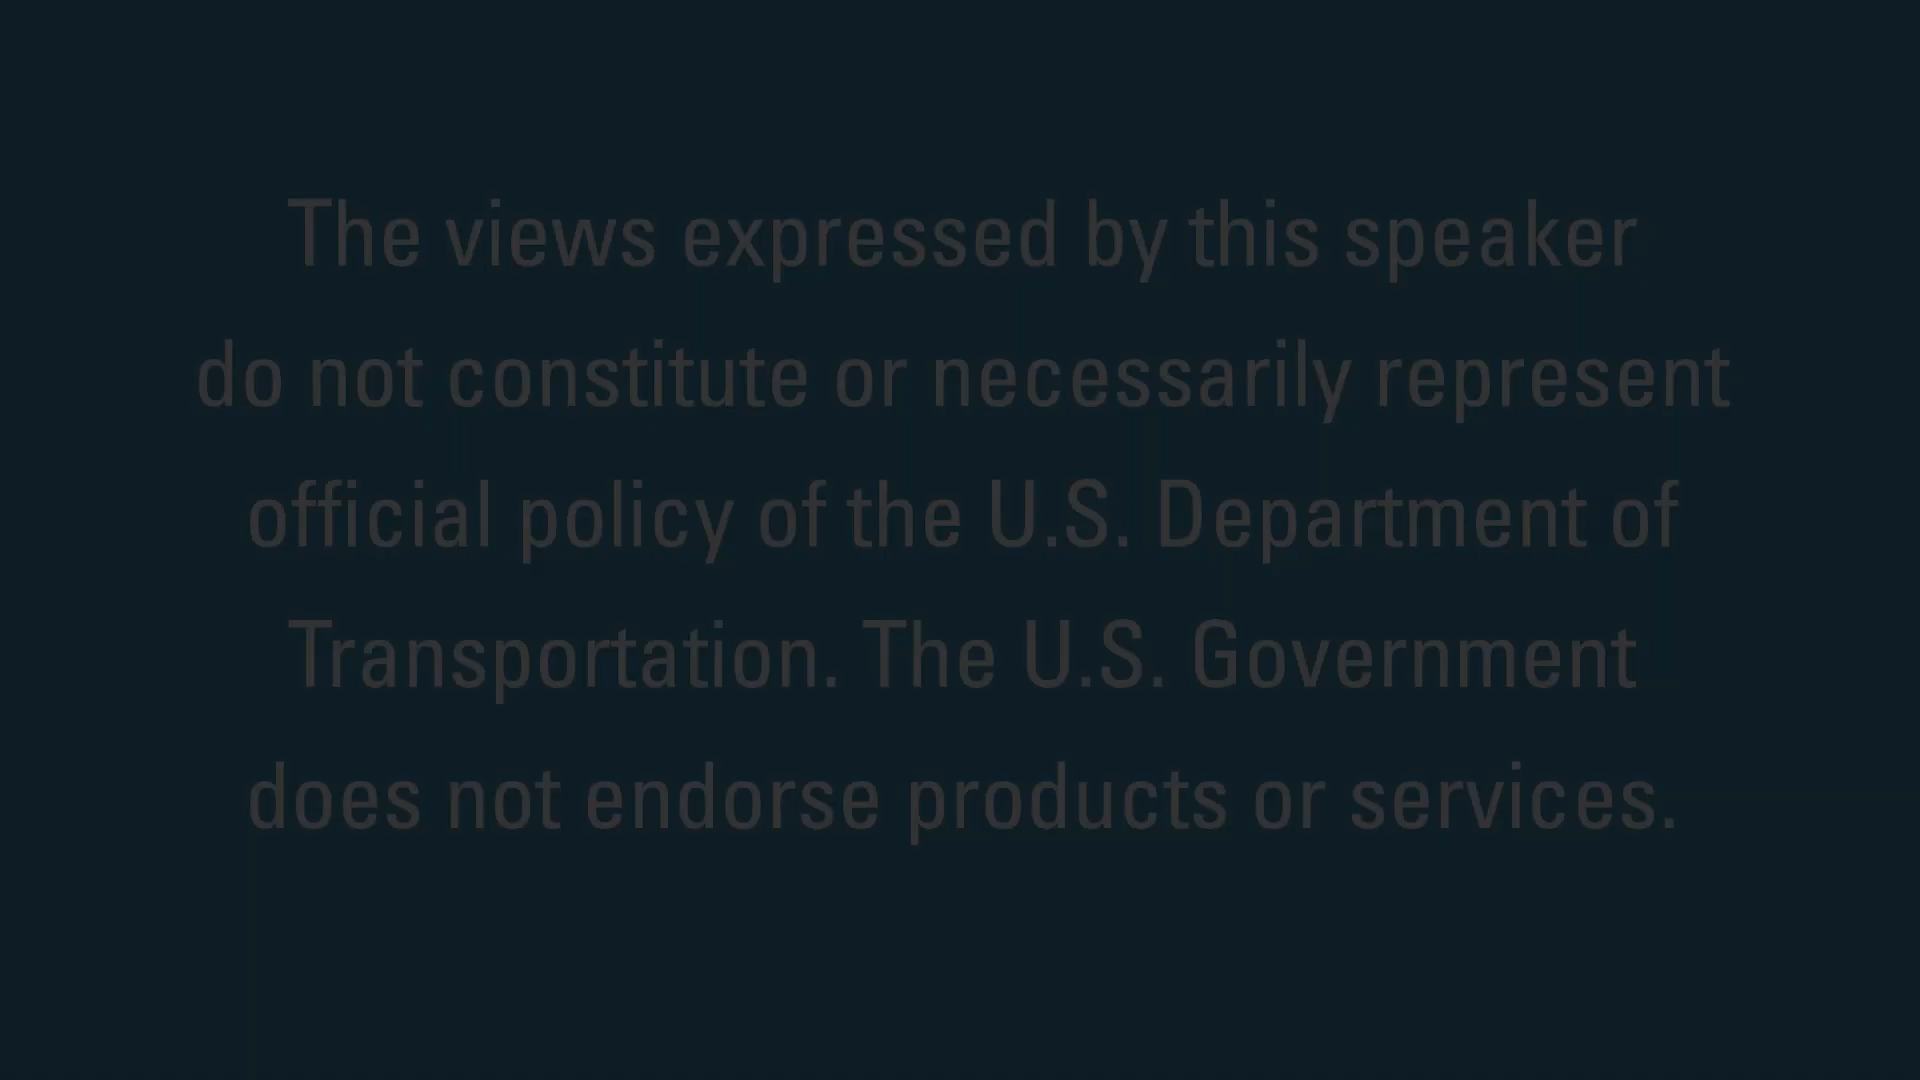 The views expressed by this speaker
do not constitute or necessarily represent
official policy of the U.S. Department of
Transportation. The U.S. Government
does not endorse products or services.